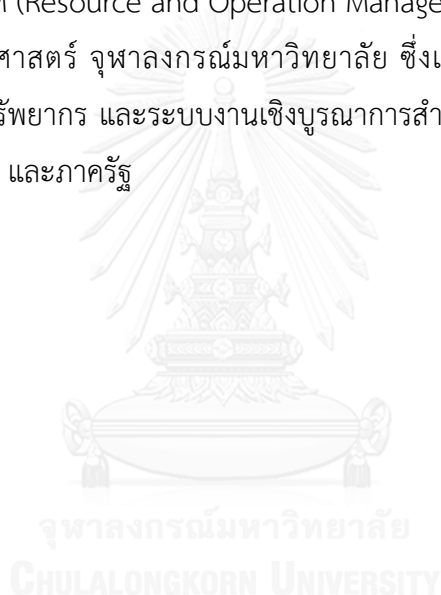 (Resource and Operation Manage
ศาสตร์ จุฬาลงกรณ์มหาวิทยาลัย ซึ่งเ
รัพยากร และระบบงานเชิงบูรณาการสำ
และภาครัฐ
จุฬาลงกรณ์มหาวิทยาลัย
CHULALONGKORN UNIVERSITY